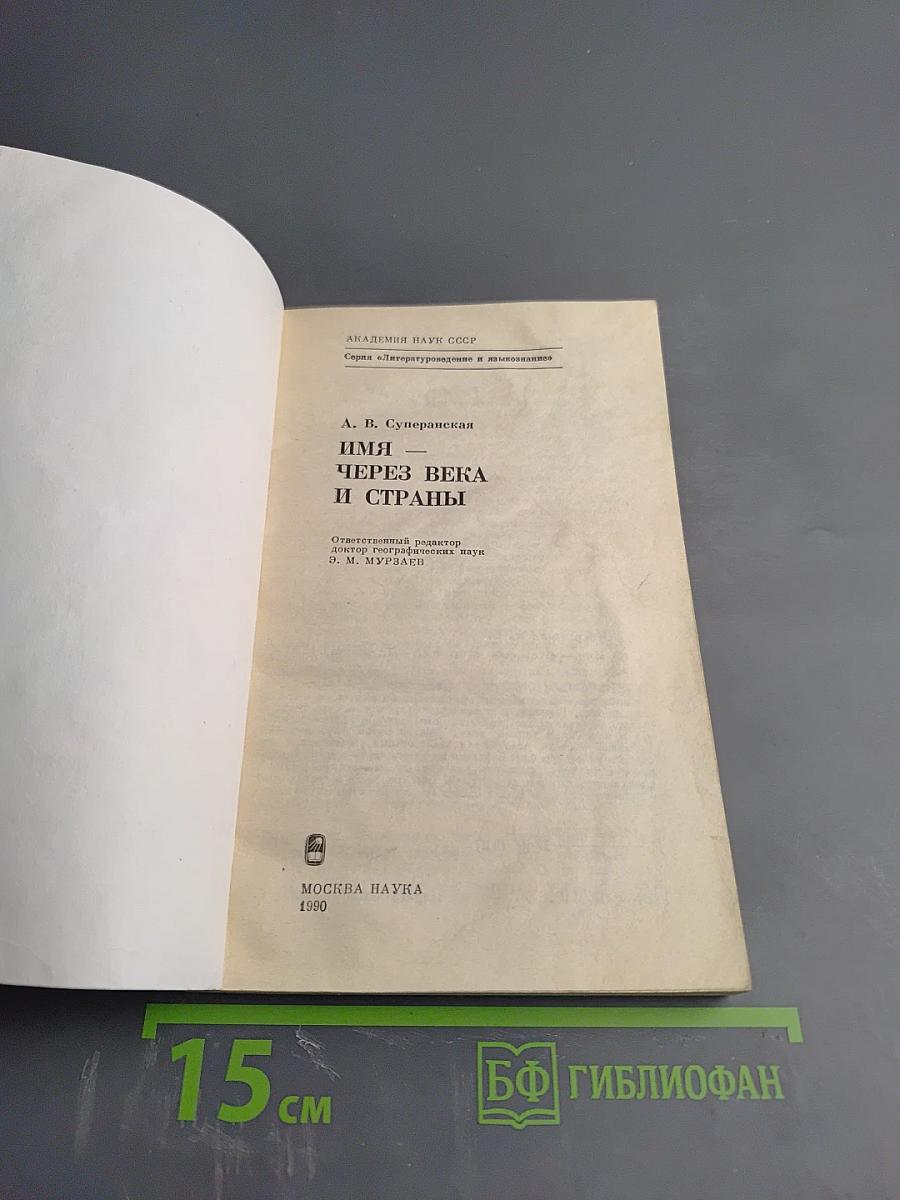 АКАДЕМИЯ НАУК СССР
Серия «Литературоведение и языкознание»
А. В. Суперанская
ИМЯ —
ЧЕРЕЗ ВЕКА
И СТРАНЫ
Ответственный редактор
доктор географических наук
Э. М. МУРЗАЕВ
МОСКВА НАУКА
1990
15 СМ
БФ ГИБЛИОФАН